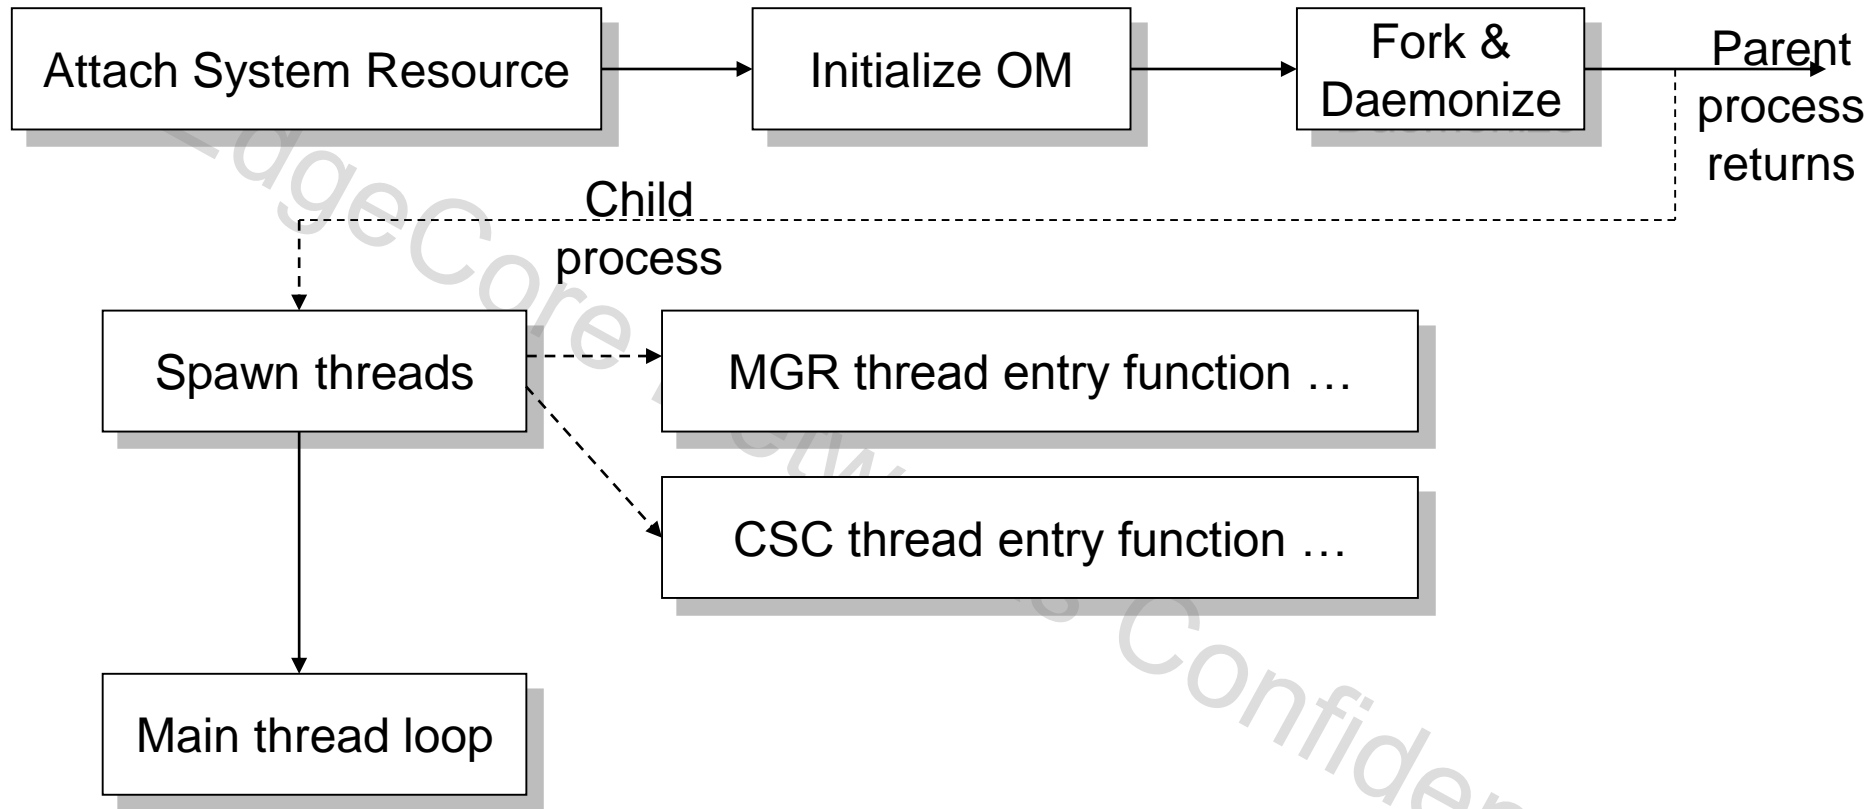 Attach System Resource
Initialize OM
Fork &
Daemonize
Parent
process
returns
Child
process
Spawn threads
MGR thread entry function …
CSC thread entry function …
Main thread loop
EdgeCore